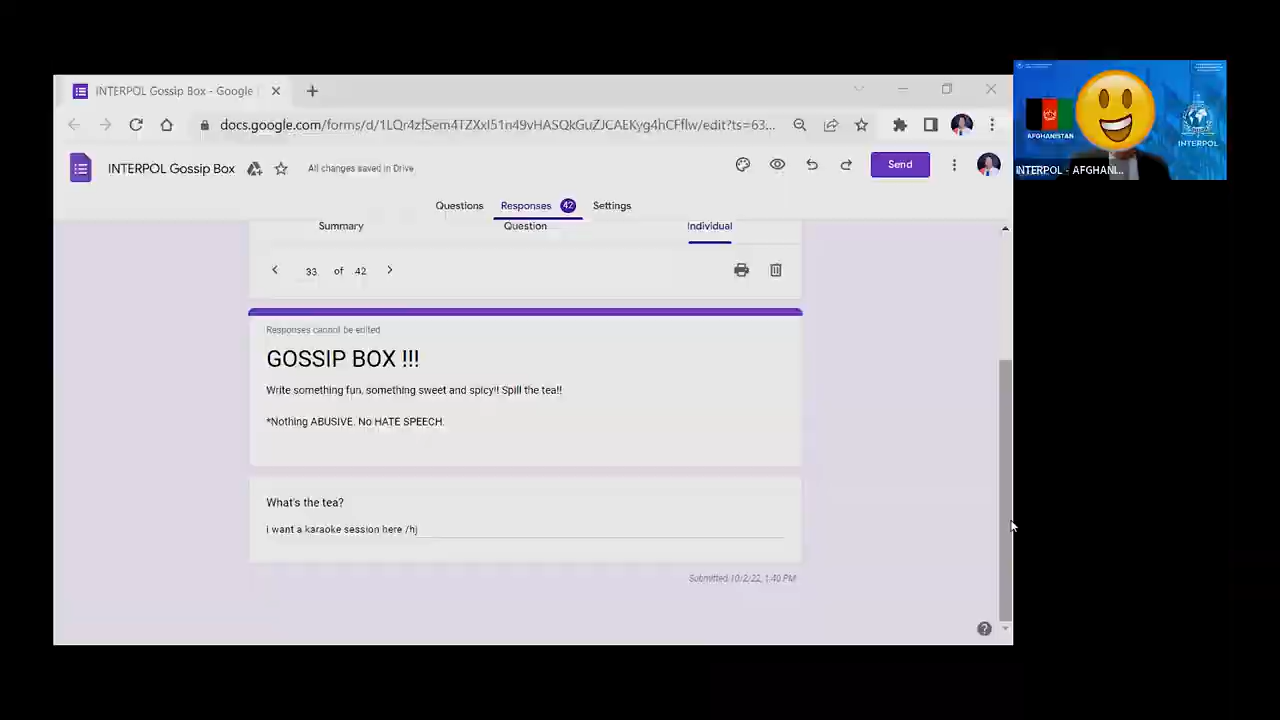 INTERPOL Gossip Box - Google
docs.google.com/forms/d/1LQr4zfSem4TZXxI51n49vHASQkGuZJCAEKyg4hCFflw/edit?ts=63...
INTERPOL Gossip Box
All changes saved in Drive
Send
Questions
Responses 42
Settings
Summary
Question
Individual
33 of 42
Responses cannot be edited
GOSSIP BOX !!!
Write something fun, something sweet and spicy!! Spill the tea!!
*Nothing ABUSIVE. No HATE SPEECH.
What's the tea?
i want a karaoke session here /hj
Submitted 10/2/22, 1:40 PM
AFGHANISTAN
INTERPOL
INTERPOL - AFGHANI...